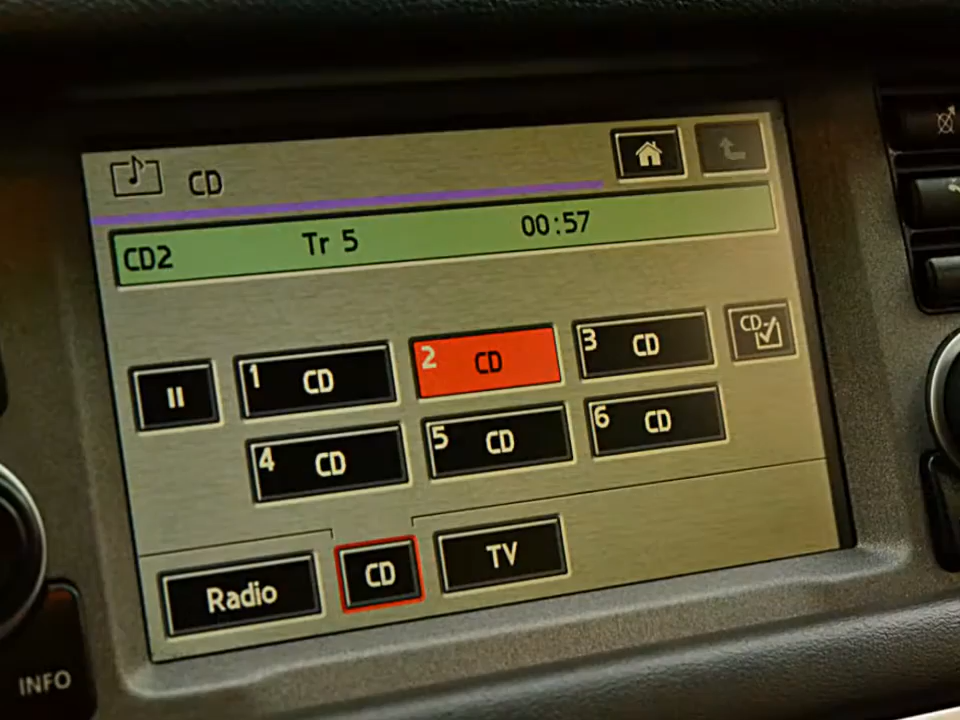 CD
CD2 Tr 5 00:57
1 CD 2 CD 3 CD CD
4 CD 5 CD 6 CD
Radio CD TV
INFO